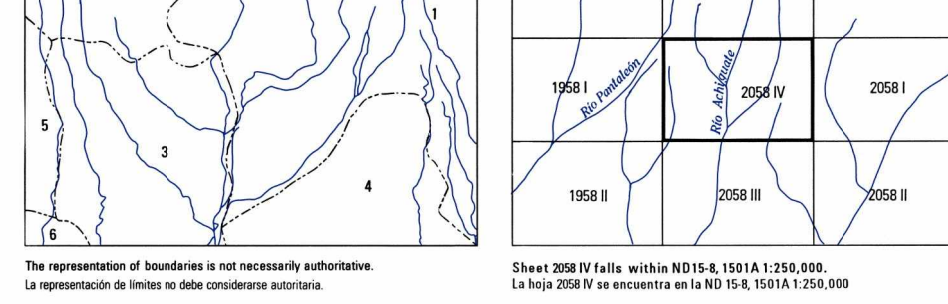 1
5
3
4
6
The representation of boundaries is not necessarily authoritative.
La representación de límites no debe considerarse autoritaria.
1958 I
Río Pantaleón
Río Achiguate
2058 IV
2058 I
1958 II
2058 III
2058 II
Sheet 2058 IV falls within ND 15-8, 1501A 1:250,000.
La hoja 2058 IV se encuentra en la ND 15-8, 1501A 1:250,000